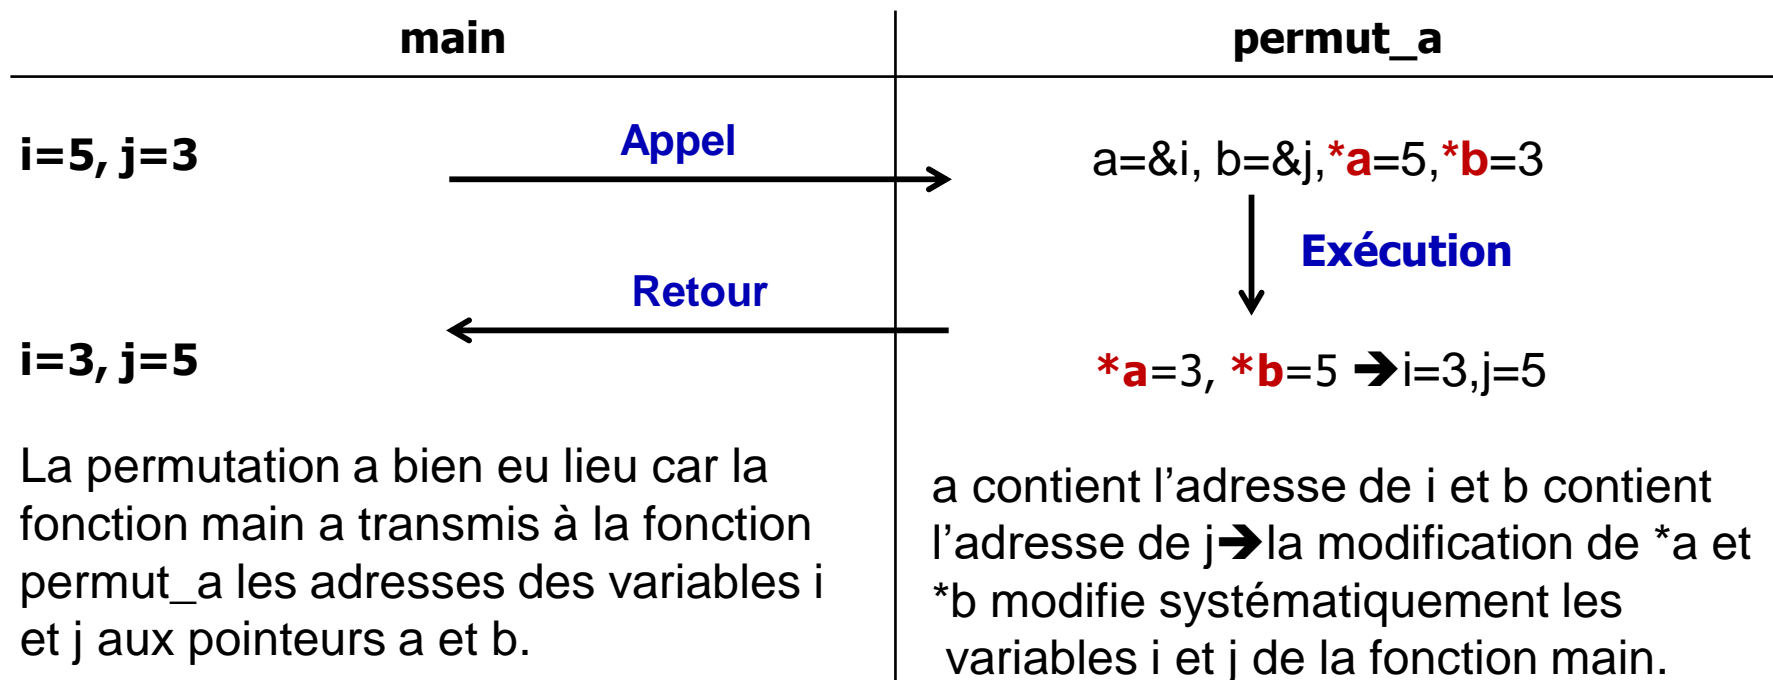 main
permut_a
i=5, j=3
Appel
a=&i, b=&j,*a=5,*b=3
Exécution
Retour
i=3, j=5
*a=3, *b=5 ➔i=3,j=5
La permutation a bien eu lieu car la
fonction main a transmis à la fonction
permut_a les adresses des variables i
et j aux pointeurs a et b.
a contient l’adresse de i et b contient
l’adresse de j➔la modification de *a et
*b modifie systématiquement les
variables i et j de la fonction main.